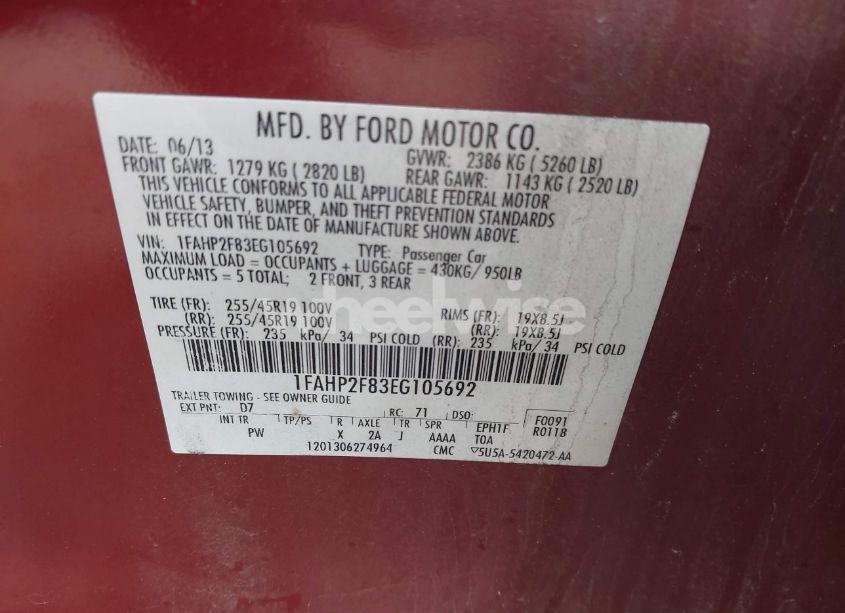 MFD. BY FORD MOTOR CO.
DATE: 06/13 GVWR: 2386 KG ( 5260 LB)
FRONT GAWR: 1279 KG ( 2820 LB) REAR GAWR: 1143 KG ( 2520 LB)
THIS VEHICLE CONFORMS TO ALL APPLICABLE FEDERAL MOTOR
VEHICLE SAFETY, BUMPER, AND THEFT PREVENTION STANDARDS
IN EFFECT ON THE DATE OF MANUFACTURE SHOWN ABOVE.
VIN: 1FAHP2F83EG105692 TYPE: Passenger Car
MAXIMUM LOAD = OCCUPANTS + LUGGAGE = 430KG/ 950LB
OCCUPANTS = 5 TOTAL; 2 FRONT, 3 REAR
heelwise
TIRE (FR): 255/45R19 100V RIMS (FR): 19X8.5J
(RR): 255/45R19 100V (RR): 19X8.5J
PRESSURE (FR): 235 kPa/ 34 PSI COLD (RR): 235 kPa/ 34 PSI COLD
1FAHP2F83EG105692
TRAILER TOWING - SEE OWNER GUIDE
EXT PNT: D7 RC: 71 DSO: F0091
INT TR TP/PS R AXLE TR SPR EPH1F R011B
PW X 2A J AAAA TOA
1201306274964 CMC ▽5U5A-5420472-AA